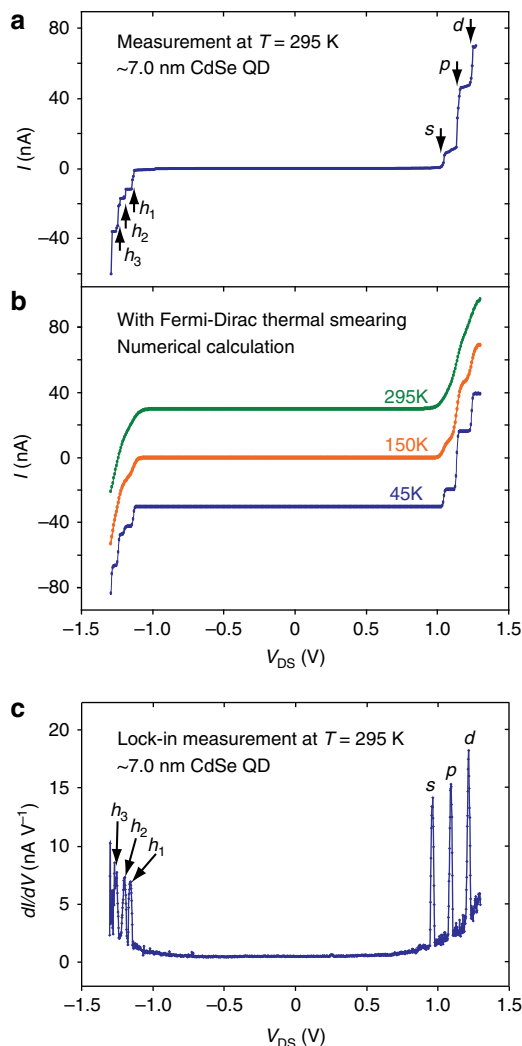 a
80
40
0
−40
I (nA)
Measurement at T = 295 K
~7.0 nm CdSe QD
s
p
d
h1
h2
h3
b
80
40
0
−40
−80
I (nA)
With Fermi-Dirac thermal smearing
Numerical calculation
295K
150K
45K
−1.5 −1.0 −0.5 0 0.5 1.0 1.5
VDS (V)
c
20
15
10
5
0
dI/dV (nA V−1)
Lock-in measurement at T = 295 K
~7.0 nm CdSe QD
h3
h2
h1
s
p
d
−1.5 −1.0 −0.5 0 0.5 1.0 1.5
VDS (V)